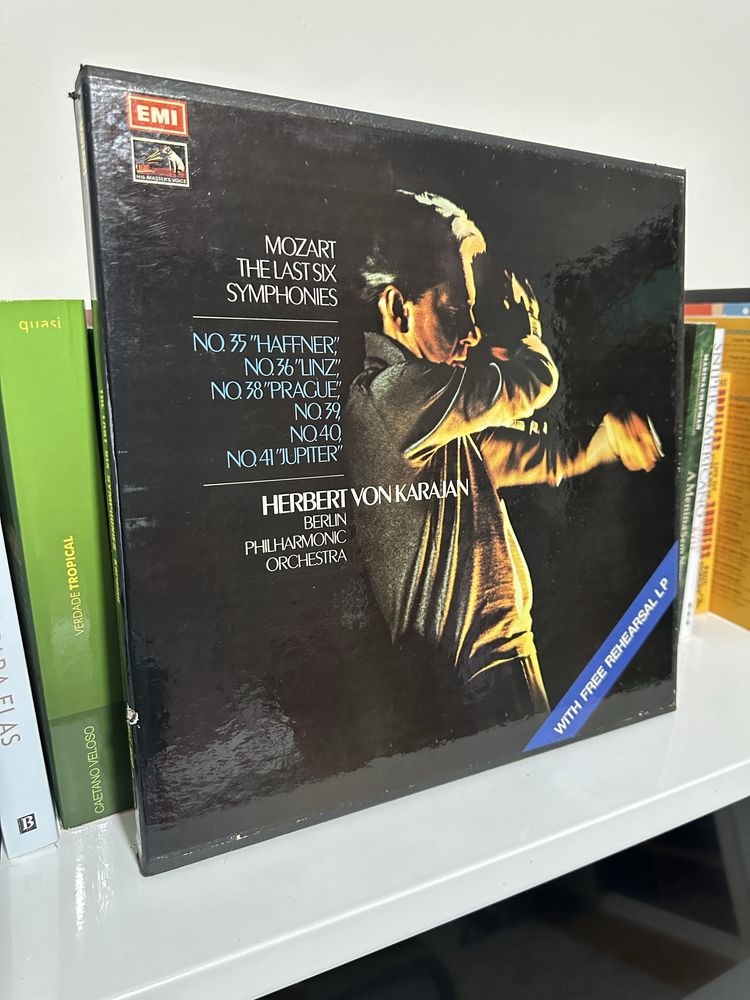 EMI
HIS MASTER'S VOICE
MOZART
THE LAST SIX
SYMPHONIES
NO. 35 "HAFFNER",
NO. 36 "LINZ",
NO. 38 "PRAGUE",
NO. 39,
NO. 40,
NO. 41 "JUPITER"
HERBERT VON KARAJAN
BERLIN
PHILHARMONIC
ORCHESTRA
WITH FREE REHEARSAL LP
quasi
VERDADE TROPICAL
CAETANO VELOSO
B